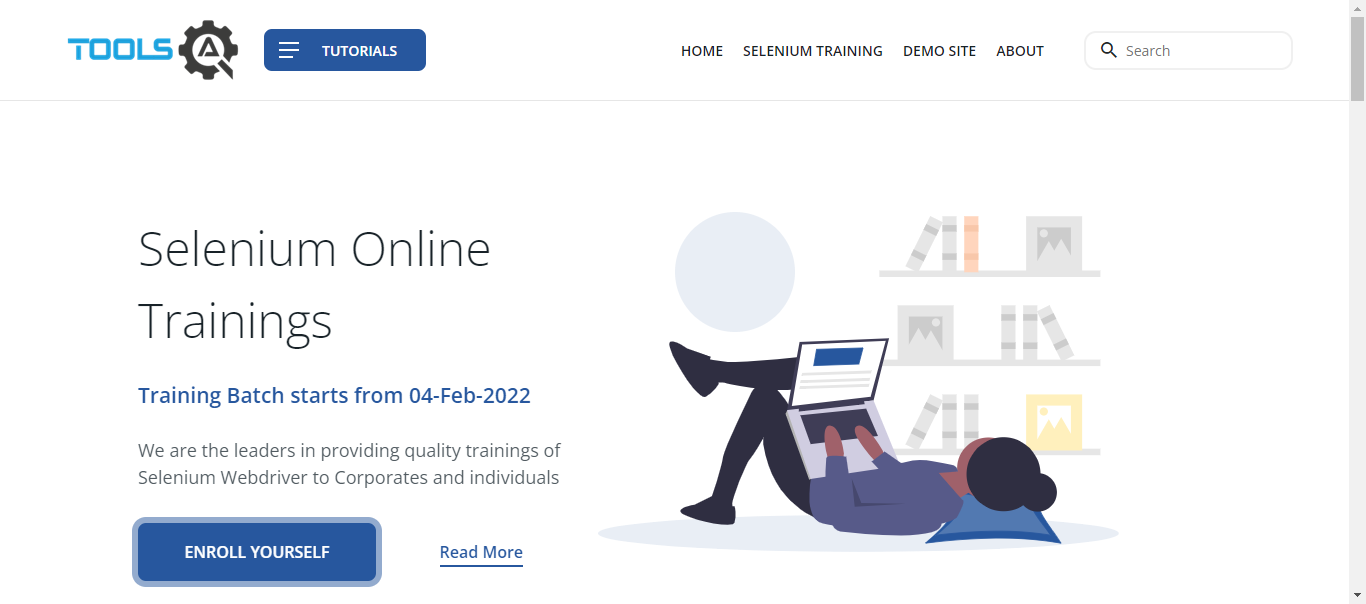 TOOLS QA
TUTORIALS
HOME
SELENIUM TRAINING
DEMO SITE
ABOUT
Search
Selenium Online
Trainings
Training Batch starts from 04-Feb-2022
We are the leaders in providing quality trainings of
Selenium Webdriver to Corporates and individuals
ENROLL YOURSELF
Read More